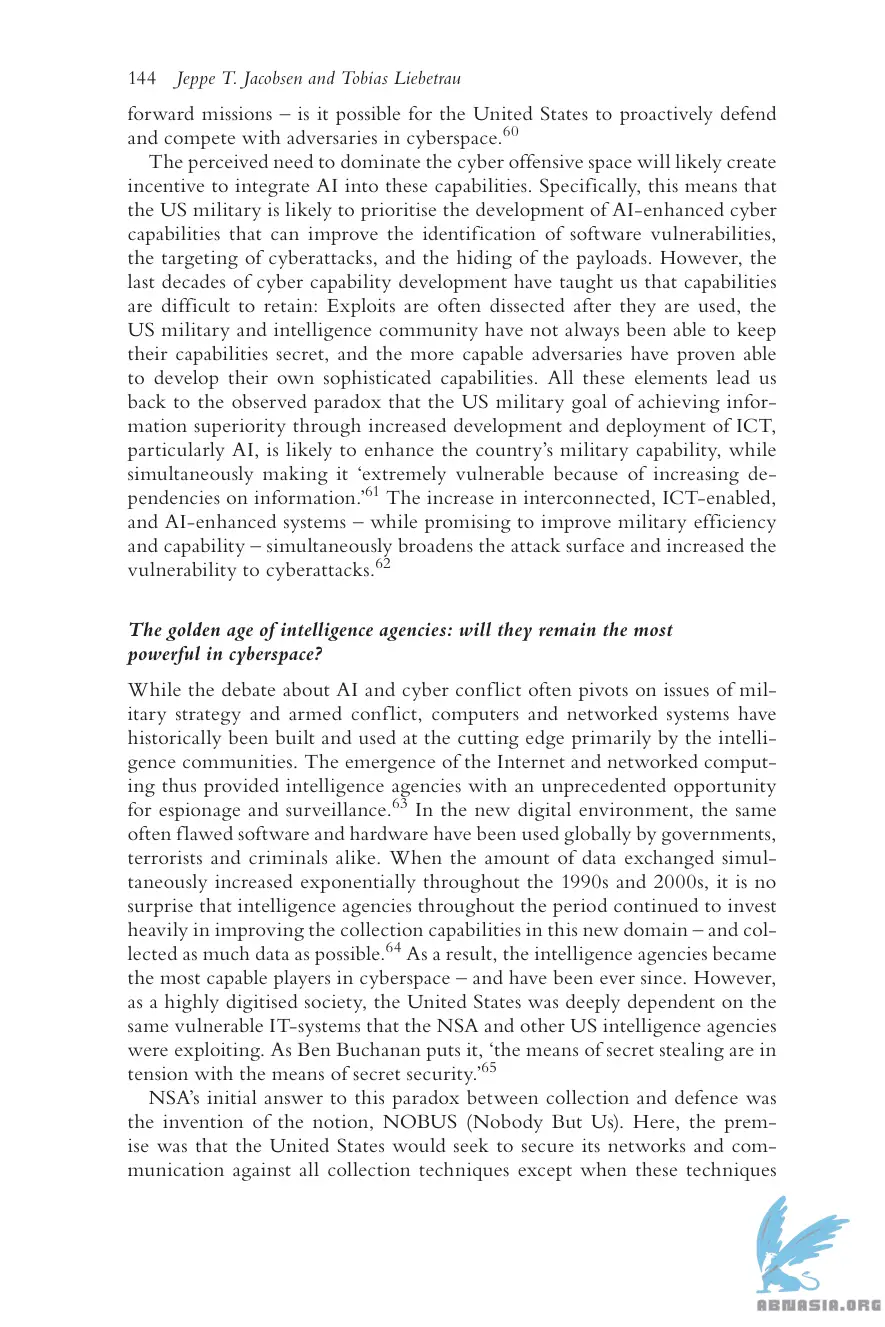 144 Jeppe T. Jacobsen and Tobias Liebetrau
forward missions – is it possible for the United States to proactively defend
and compete with adversaries in cyberspace.60
The perceived need to dominate the cyber offensive space will likely create
incentive to integrate AI into these capabilities. Specifically, this means that
the US military is likely to prioritise the development of AI-enhanced cyber
capabilities that can improve the identification of software vulnerabilities,
the targeting of cyberattacks, and the hiding of the payloads. However, the
last decades of cyber capability development have taught us that capabilities
are difficult to retain: Exploits are often dissected after they are used, the
US military and intelligence community have not always been able to keep
their capabilities secret, and the more capable adversaries have proven able
to develop their own sophisticated capabilities. All these elements lead us
back to the observed paradox that the US military goal of achieving infor-
mation superiority through increased development and deployment of ICT,
particularly AI, is likely to enhance the country's military capability, while
simultaneously making it 'extremely vulnerable because of increasing de-
pendencies on information.'61 The increase in interconnected, ICT-enabled,
and AI-enhanced systems – while promising to improve military efficiency
and capability – simultaneously broadens the attack surface and increased the
vulnerability to cyberattacks.62
The golden age of intelligence agencies: will they remain the most
powerful in cyberspace?
While the debate about AI and cyber conflict often pivots on issues of mil-
itary strategy and armed conflict, computers and networked systems have
historically been built and used at the cutting edge primarily by the intelli-
gence communities. The emergence of the Internet and networked comput-
ing thus provided intelligence agencies with an unprecedented opportunity
for espionage and surveillance.63 In the new digital environment, the same
often flawed software and hardware have been used globally by governments,
terrorists and criminals alike. When the amount of data exchanged simul-
taneously increased exponentially throughout the 1990s and 2000s, it is no
surprise that intelligence agencies throughout the period continued to invest
heavily in improving the collection capabilities in this new domain – and col-
lected as much data as possible.64 As a result, the intelligence agencies became
the most capable players in cyberspace – and have been ever since. However,
as a highly digitised society, the United States was deeply dependent on the
same vulnerable IT-systems that the NSA and other US intelligence agencies
were exploiting. As Ben Buchanan puts it, 'the means of secret stealing are in
tension with the means of secret security.'65
NSA's initial answer to this paradox between collection and defence was
the invention of the notion, NOBUS (Nobody But Us). Here, the prem-
ise was that the United States would seek to secure its networks and com-
munication against all collection techniques except when these techniques
ABNASIA.ORG